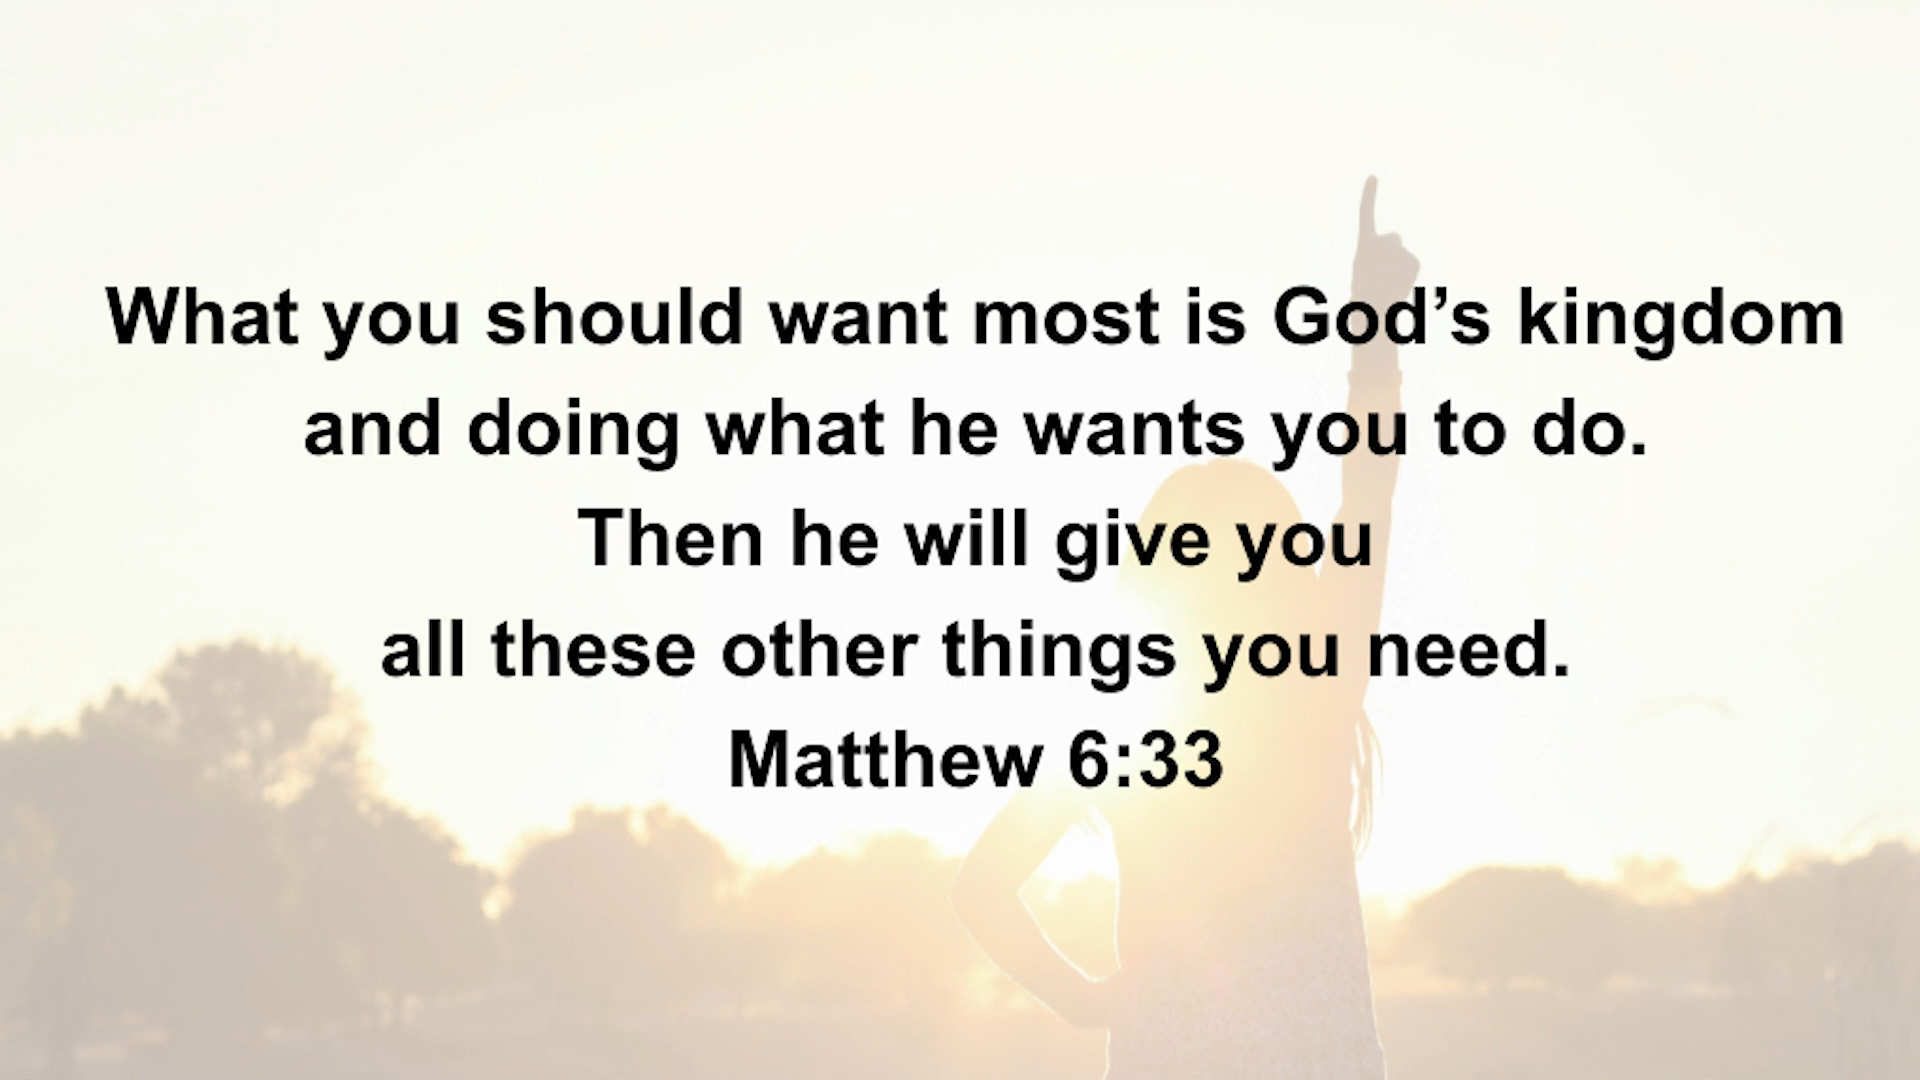 What you should want most is God’s kingdom
and doing what he wants you to do.
Then he will give you
all these other things you need.
Matthew 6:33